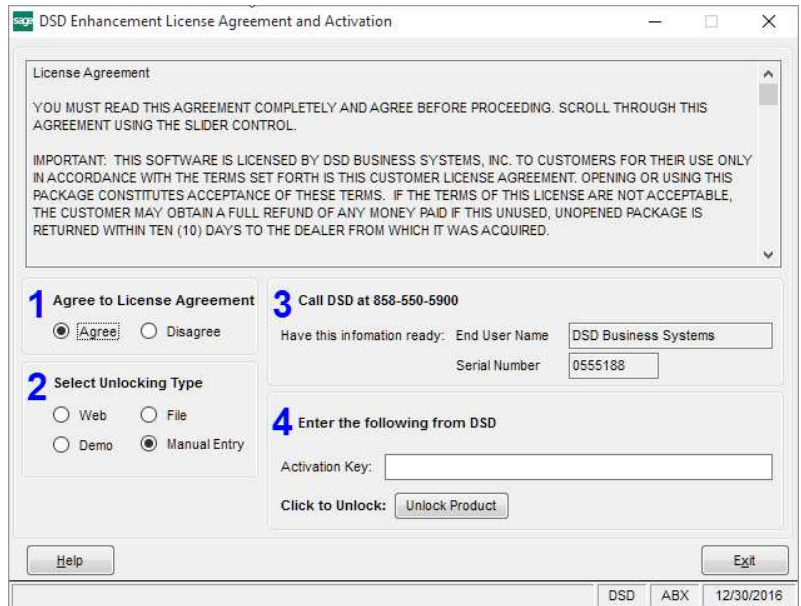 sage DSD Enhancement License Agreement and Activation
License Agreement
YOU MUST READ THIS AGREEMENT COMPLETELY AND AGREE BEFORE PROCEEDING. SCROLL THROUGH THIS
AGREEMENT USING THE SLIDER CONTROL.
IMPORTANT: THIS SOFTWARE IS LICENSED BY DSD BUSINESS SYSTEMS, INC. TO CUSTOMERS FOR THEIR USE ONLY
IN ACCORDANCE WITH THE TERMS SET FORTH IS THIS CUSTOMER LICENSE AGREEMENT. OPENING OR USING THIS
PACKAGE CONSTITUTES ACCEPTANCE OF THESE TERMS. IF THE TERMS OF THIS LICENSE ARE NOT ACCEPTABLE,
THE CUSTOMER MAY OBTAIN A FULL REFUND OF ANY MONEY PAID IF THIS UNUSED, UNOPENED PACKAGE IS
RETURNED WITHIN TEN (10) DAYS TO THE DEALER FROM WHICH IT WAS ACQUIRED.
1 Agree to License Agreement
Agree Disagree
2 Select Unlocking Type
Web File
Demo Manual Entry
3 Call DSD at 858-550-5900
Have this infomation ready: End User Name DSD Business Systems
Serial Number 0555188
4 Enter the following from DSD
Activation Key:
Click to Unlock: Unlock Product
Help Exit
DSD ABX 12/30/2016